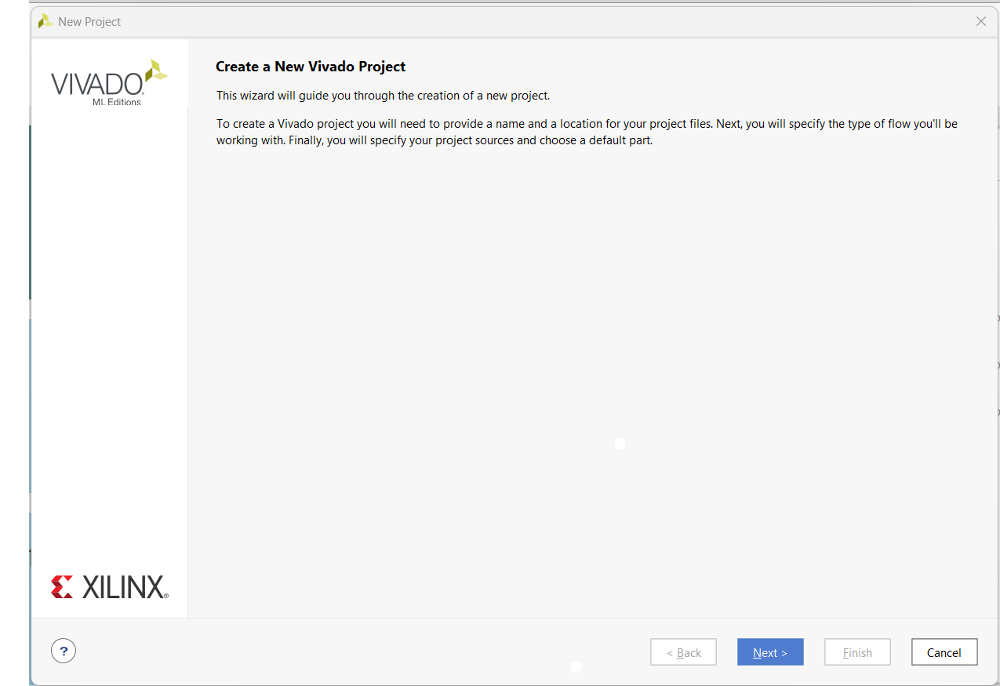 New Project
VIVADO.
ML Editions
Create a New Vivado Project
This wizard will guide you through the creation of a new project.
To create a Vivado project you will need to provide a name and a location for your project files. Next, you will specify the type of flow you'll be
working with. Finally, you will specify your project sources and choose a default part.
XILINX®
?
< Back
Next >
Finish
Cancel